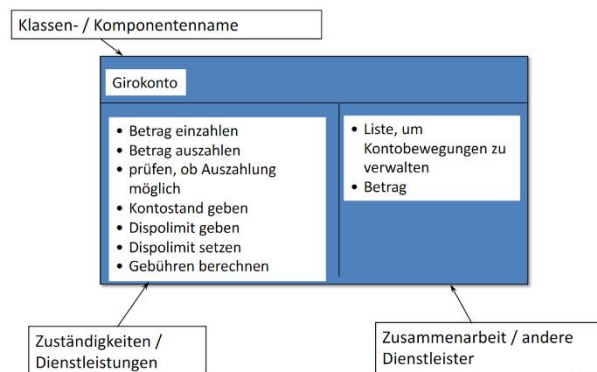 Klassen- / Komponentenname
Girokonto
• Betrag einzahlen
• Betrag auszahlen
• prüfen, ob Auszahlung
möglich
• Kontostand geben
• Dispolimit geben
• Dispolimit setzen
• Gebühren berechnen
• Liste, um
Kontobewegungen zu
verwalten
• Betrag
Zuständigkeiten /
Dienstleistungen
Zusammenarbeit / andere
Dienstleister